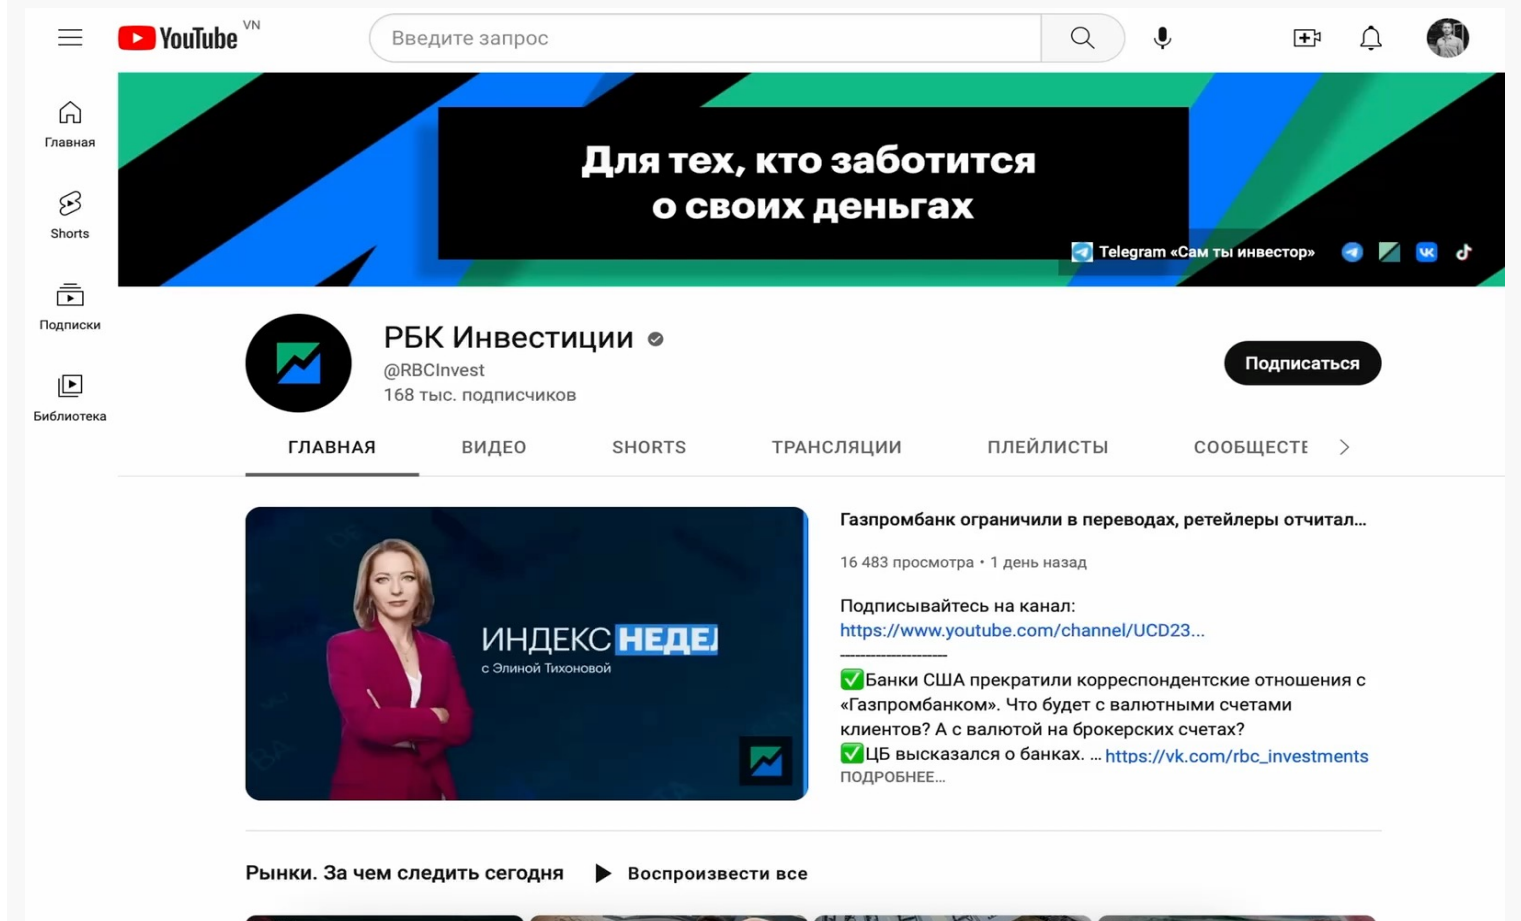 YouTube VN
Введите запрос
Главная
Shorts
Подписки
Библиотека
Для тех, кто заботится
о своих деньгах
Telegram «Сам ты инвестор»
РБК Инвестиции
@RBCInvest
168 тыс. подписчиков
Подписаться
ГЛАВНАЯ ВИДЕО SHORTS ТРАНСЛЯЦИИ ПЛЕЙЛИСТЫ СООБЩЕСТЕ
ИНДЕКС НЕДЕЛ
с Элиной Тихоновой
Газпромбанк ограничили в переводах, ретейлеры отчитал...
16 483 просмотра • 1 день назад
Подписывайтесь на канал:
https://www.youtube.com/channel/UCD23...
---------------------
✅Банки США прекратили корреспондентские отношения с
«Газпромбанком». Что будет с валютными счетами
клиентов? А с валютой на брокерских счетах?
✅ЦБ высказался о банках. ... https://vk.com/rbc_investments
ПОДРОБНЕЕ...
Рынки. За чем следить сегодня Воспроизвести все